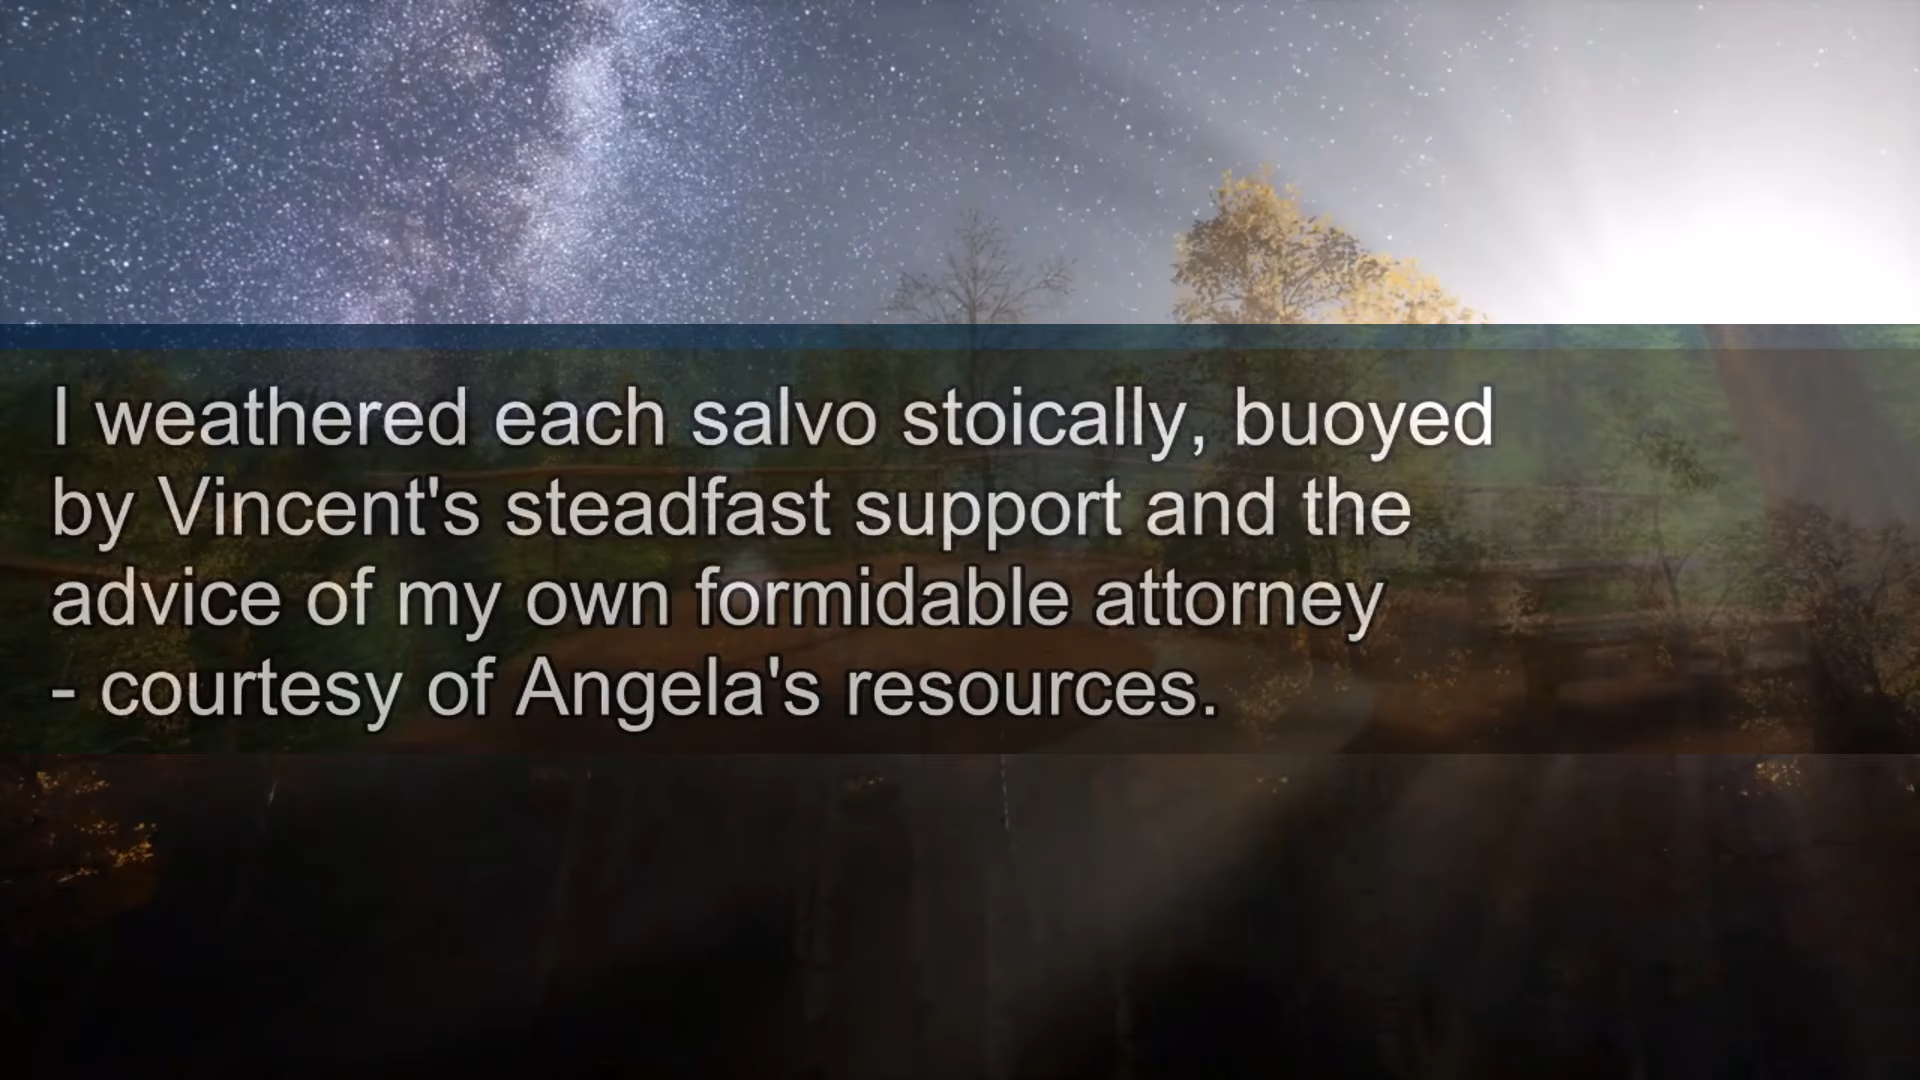 I weathered each salvo stoically, buoyed
by Vincent's steadfast support and the
advice of my own formidable attorney
- courtesy of Angela's resources.